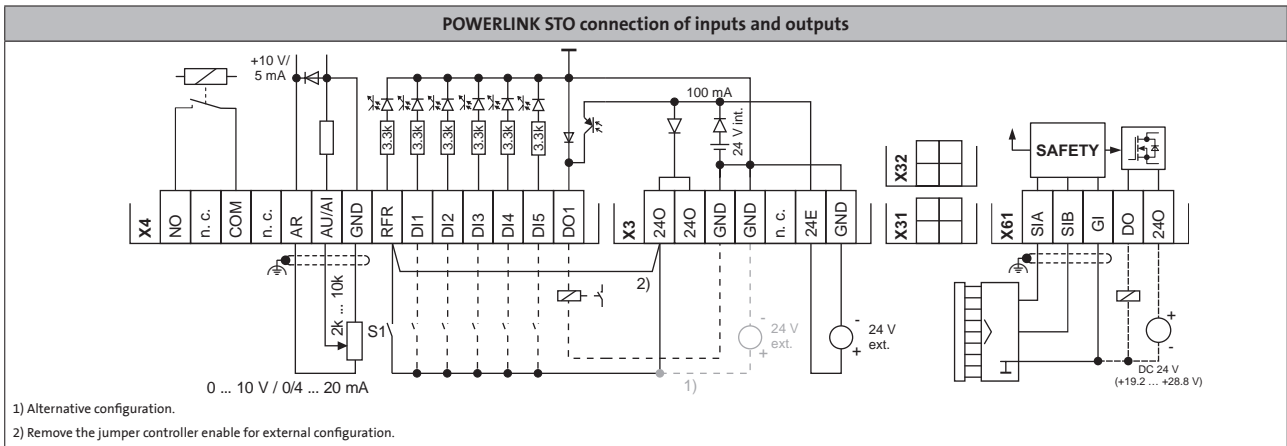 POWERLINK STO connection of inputs and outputs
+10 V/
5 mA
100 mA
3.3k
3.3k
3.3k
3.3k
3.3k
3.3k
24 V int.
SAFETY
X32
X31
X4
NO
n. c.
COM
n. c.
AR
AU/AI
GND
RFR
DI1
DI2
DI3
DI4
DI5
DO1
X3
24O
24O
GND
GND
n. c.
24E
GND
X61
SIA
SIB
GI
DO
24O
2k ... 10k
S1
2)
-
24 V
ext.
+
-
24 V
ext.
+
+
-
1)
DC 24 V
(+19.2 … +28.8 V)
0 ... 10 V / 0/4 ... 20 mA
1) Alternative configuration.
2) Remove the jumper controller enable for external configuration.